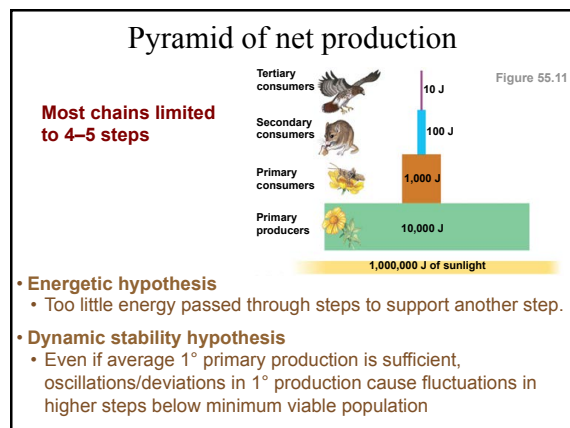 Pyramid of net production
Most chains limited
to 4–5 steps
Figure 55.11
Tertiary
consumers
10 J
Secondary
consumers
100 J
Primary
consumers
1,000 J
Primary
producers
10,000 J
1,000,000 J of sunlight
• Energetic hypothesis
• Too little energy passed through steps to support another step.
• Dynamic stability hypothesis
• Even if average 1° primary production is sufficient,
oscillations/deviations in 1° production cause fluctuations in
higher steps below minimum viable population